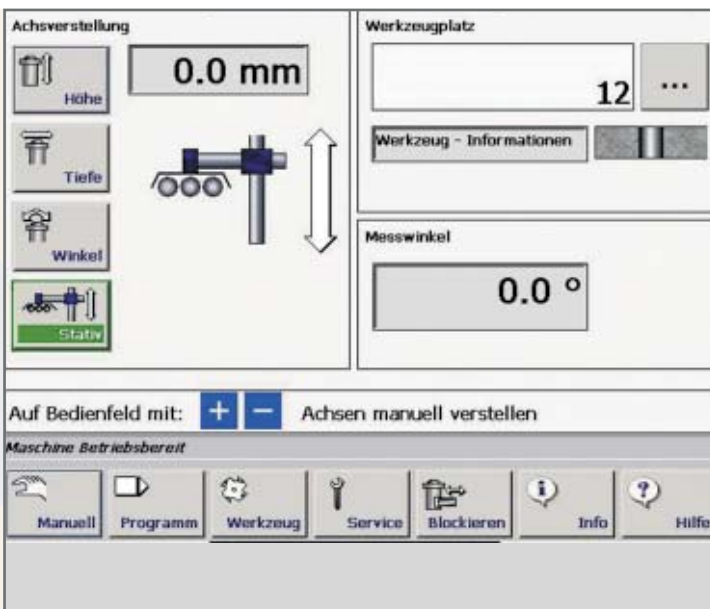 Achsverstellung
Höhe
0.0 mm
Tiefe
Winkel
Stativ
Werkzeugplatz
12
...
Werkzeug - Informationen
Messwinkel
0.0 °
Auf Bedienfeld mit: + - Achsen manuell verstellen
Maschine Betriebsbereit
Manuell Programm Werkzeug Service Blockieren Info Hilfe